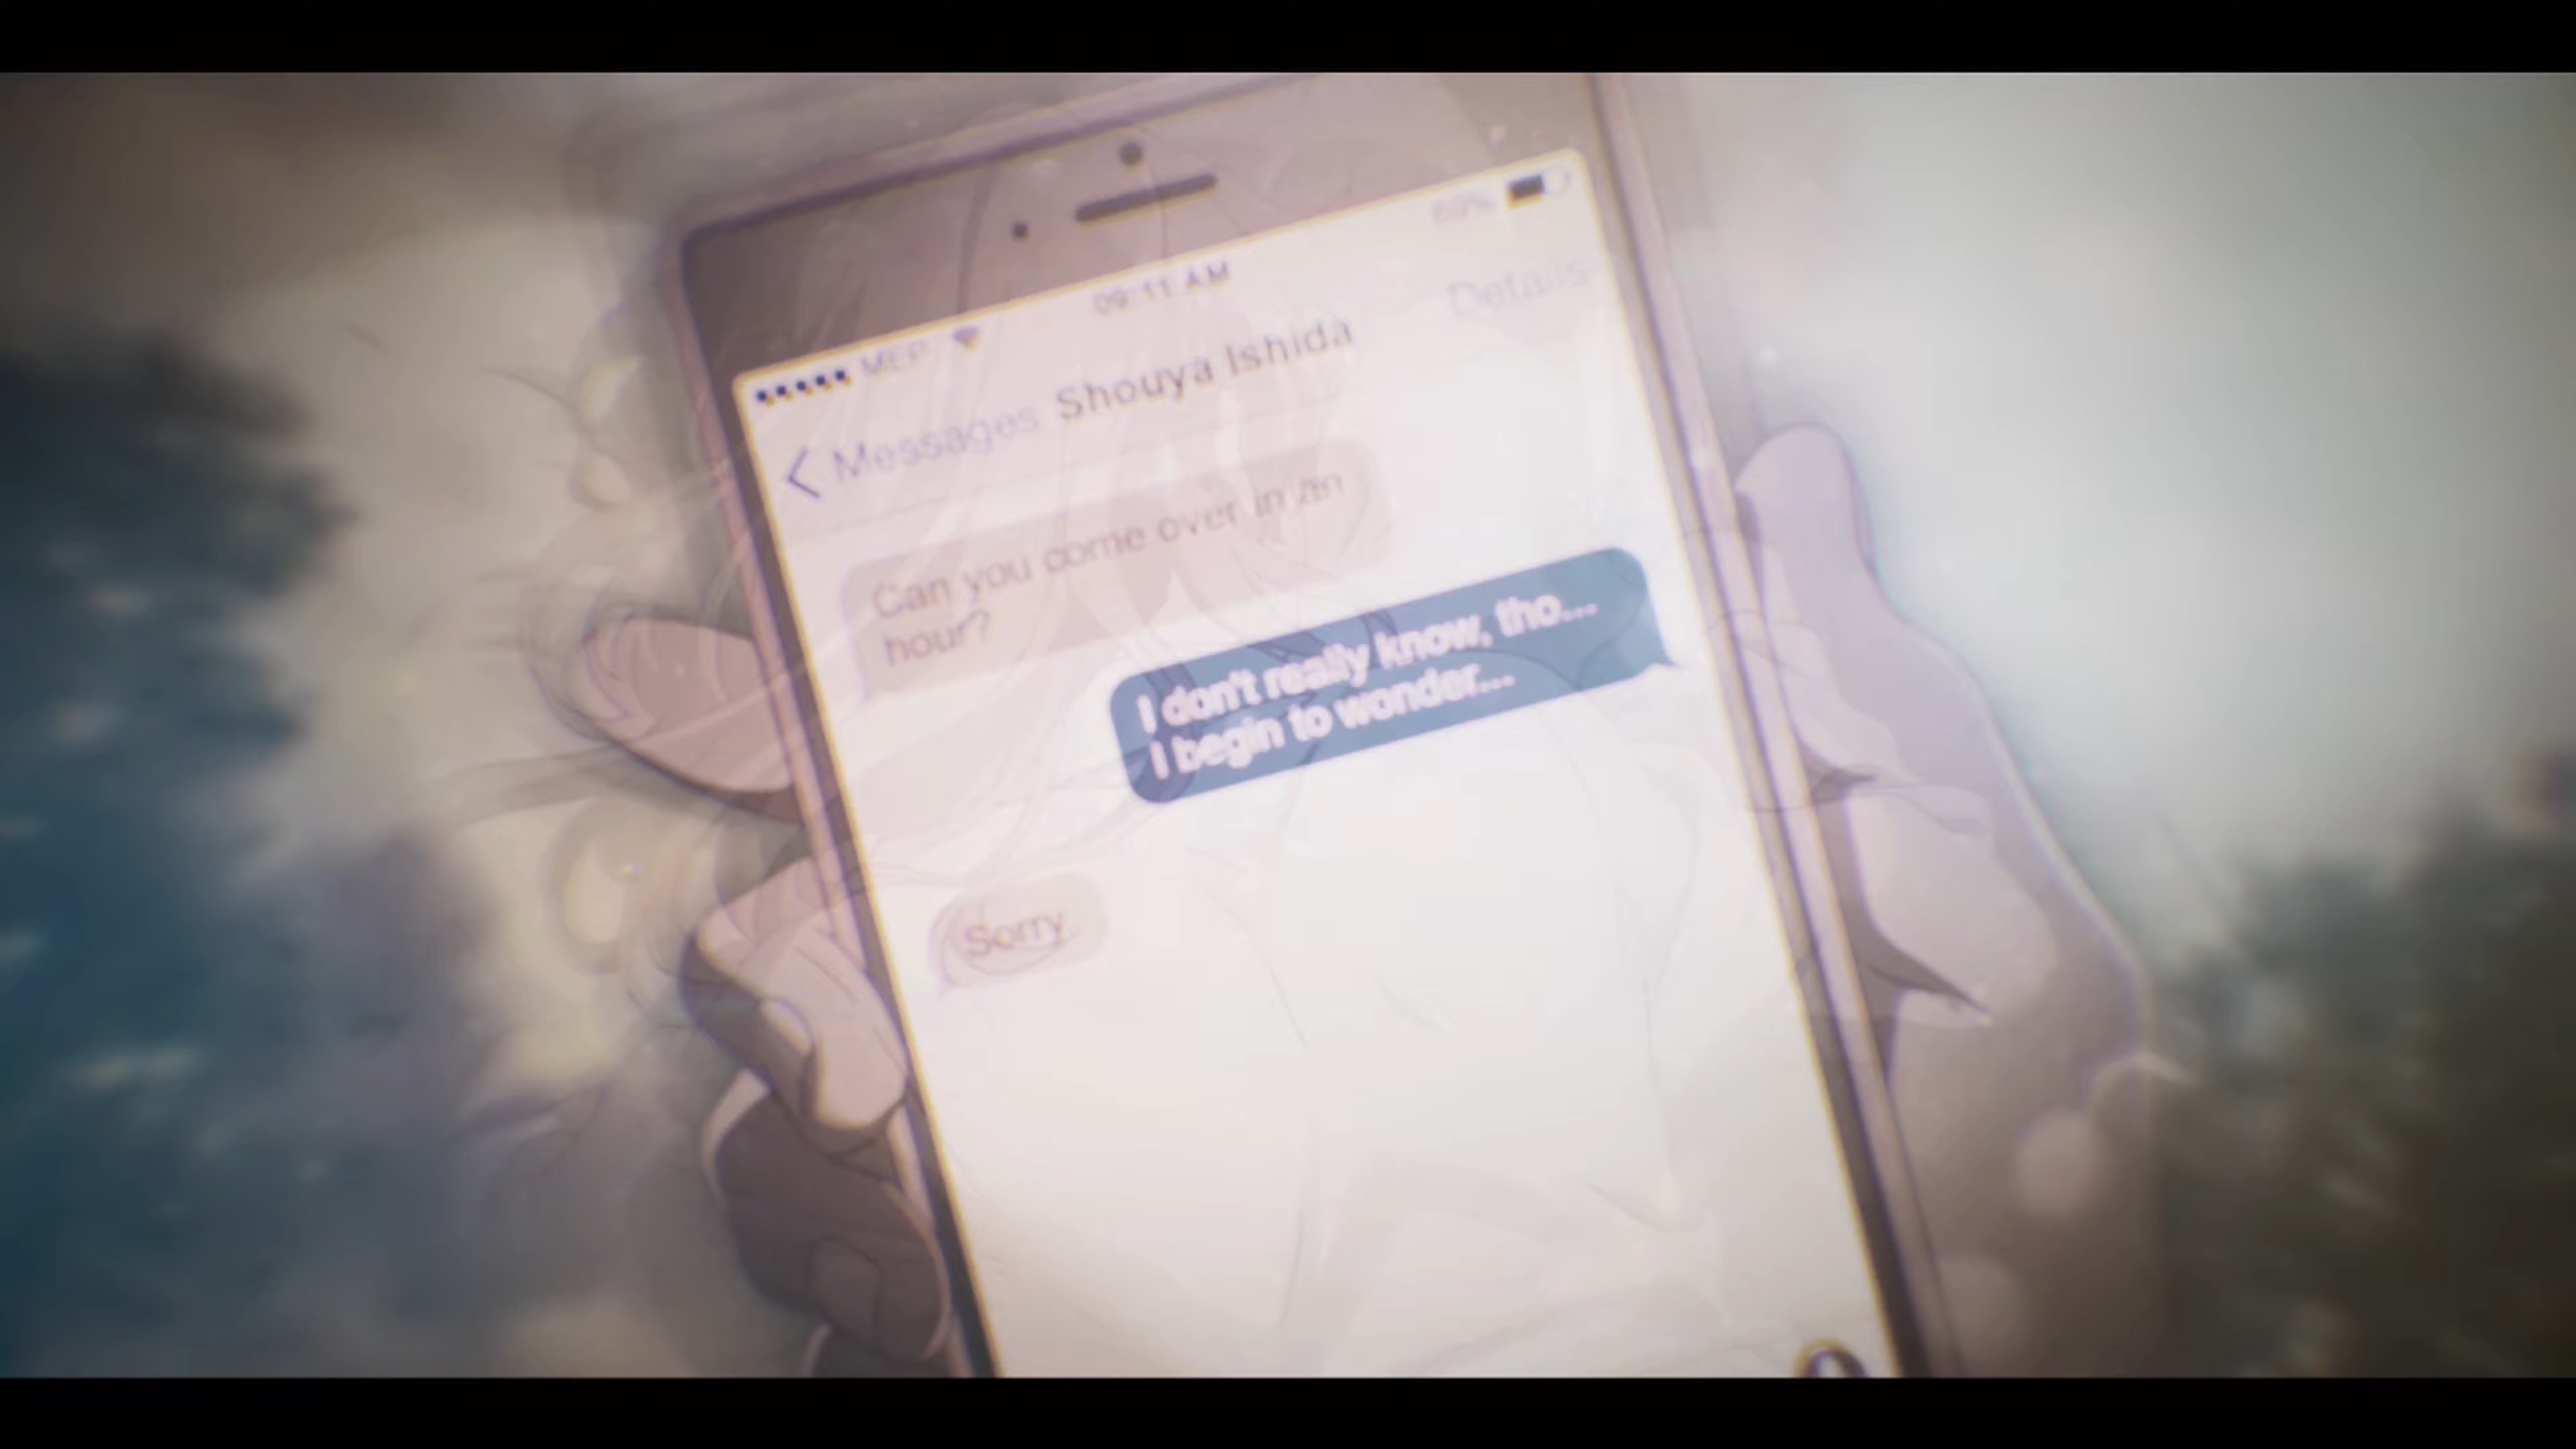 09:11 AM
MEP
Messages Shouya Ishida Details
Can you come over in an
hour?
I don't really know, tho...
I begin to wonder...
Sorry